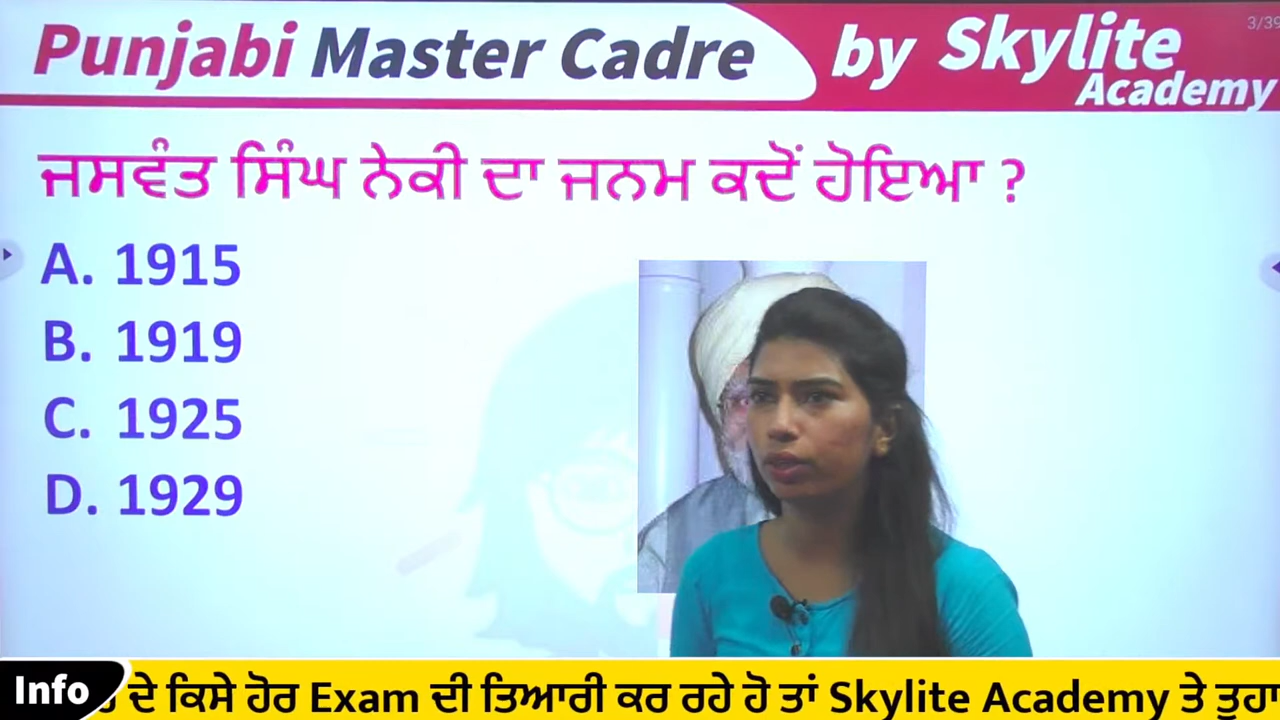 Punjabi Master Cadre by Skylite Academy
3/39
ਜਸਵੰਤ ਸਿੰਘ ਨੇਕੀ ਦਾ ਜਨਮ ਕਦੋਂ ਹੋਇਆ ?
A. 1915
B. 1919
C. 1925
D. 1929
Info ਦੇ ਕਿਸੇ ਹੋਰ Exam ਦੀ ਤਿਆਰੀ ਕਰ ਰਹੇ ਹੋ ਤਾਂ Skylite Academy ਤੇ ਤੁਹਾ